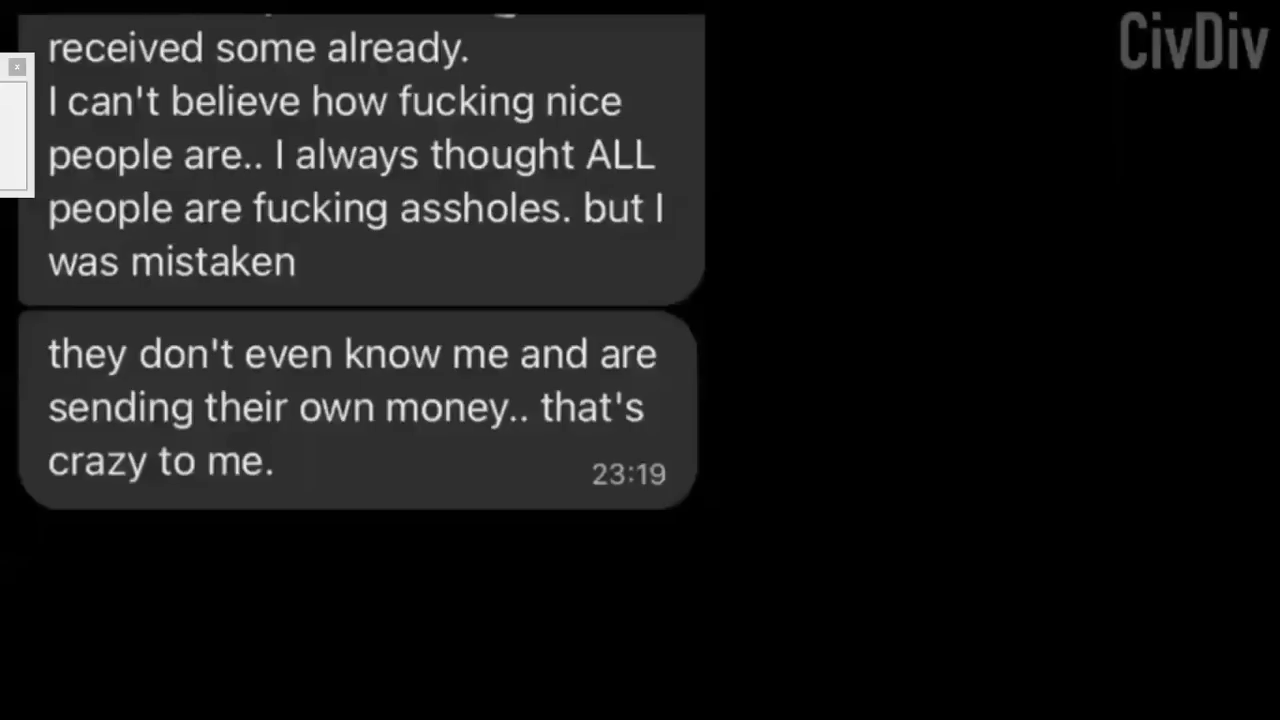 CivDiv
received some already.
I can't believe how fucking nice
people are.. I always thought ALL
people are fucking assholes. but I
was mistaken
they don't even know me and are
sending their own money.. that's
crazy to me.
23:19